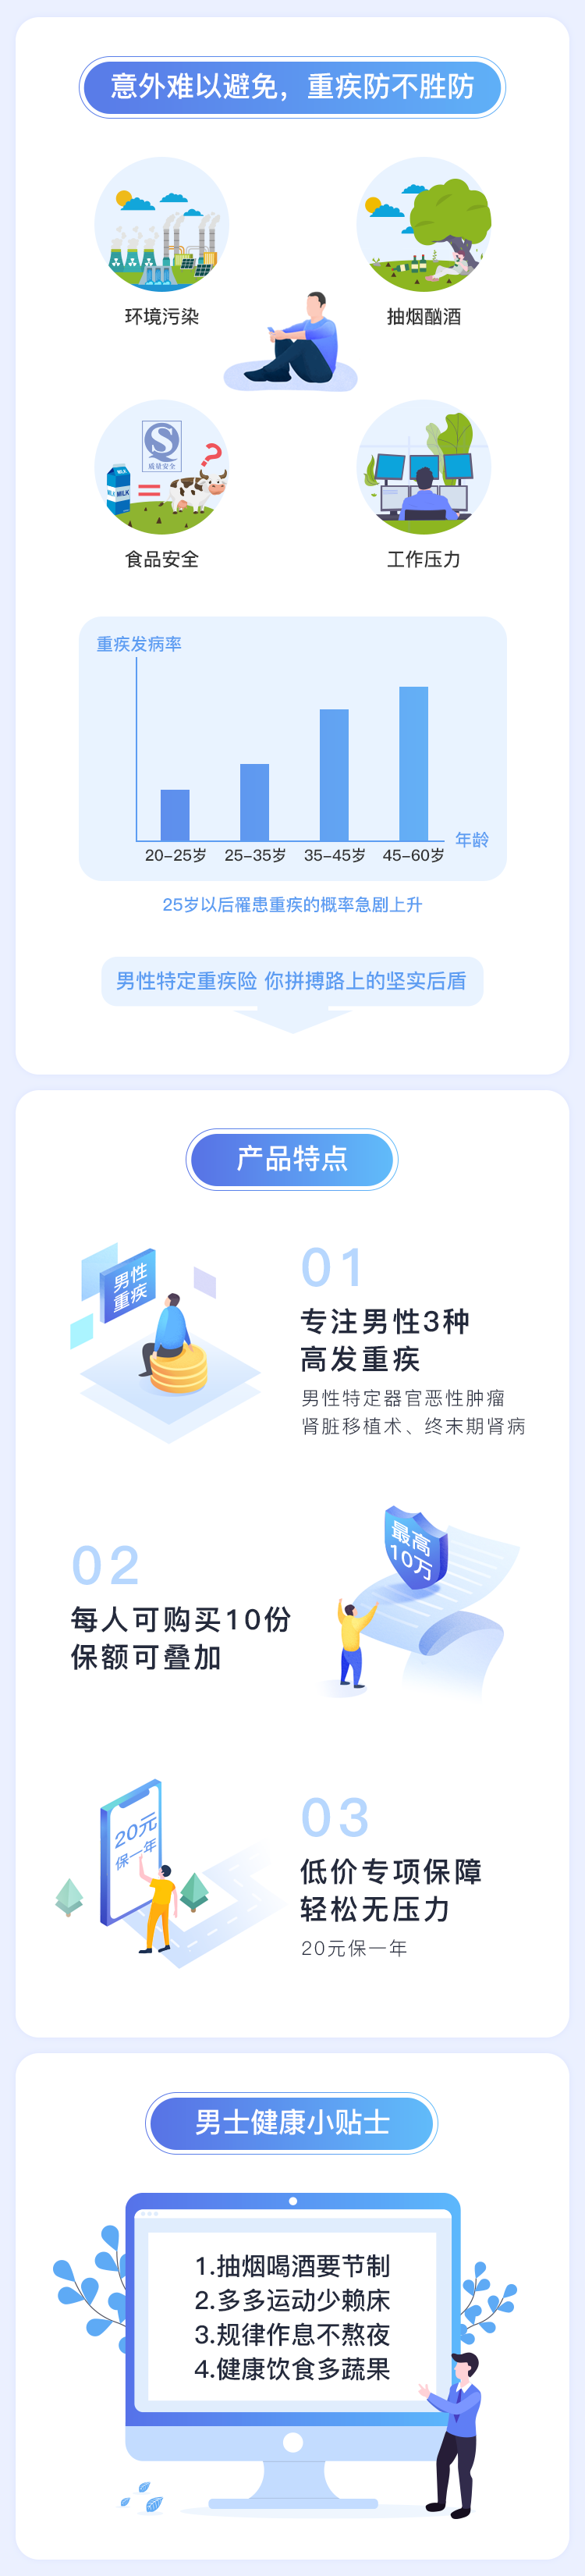 意外难以避免，重疾防不胜防
环境污染
抽烟酗酒
质量安全
MILK
MILK
食品安全
工作压力
重疾发病率
年龄
20-25岁 25-35岁 35-45岁 45-60岁
25岁以后罹患重疾的概率急剧上升
男性特定重疾险 你拼搏路上的坚实后盾
产品特点
男性
重疾
01
专注男性3种
高发重疾
男性特定器官恶性肿瘤
肾脏移植术、终末期肾病
02
每人可购买10份
保额可叠加
最高
10万
20元
保一年
03
低价专项保障
轻松无压力
20元保一年
男士健康小贴士
1.抽烟喝酒要节制
2.多多运动少赖床
3.规律作息不熬夜
4.健康饮食多蔬果